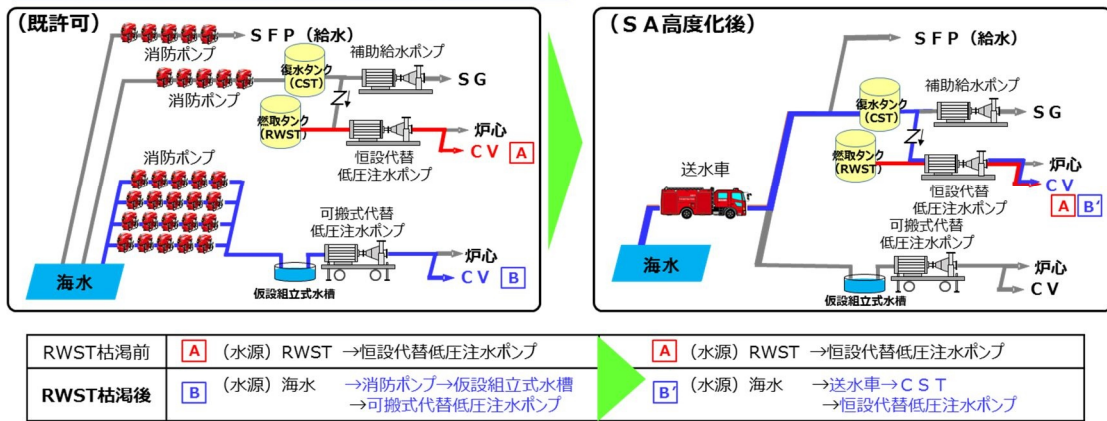 (既許可)
消防ポンプ
SFP(給水)
消防ポンプ
復水タンク
(CST)
補助給水ポンプ
SG
燃取タンク
(RWST)
恒設代替
低圧注水ポンプ
炉心
CV A
消防ポンプ
海水
可搬式代替
低圧注水ポンプ
仮設組立式水槽
炉心
CV B
(SA高度化後)
SFP(給水)
復水タンク
(CST)
補助給水ポンプ
SG
燃取タンク
(RWST)
恒設代替
低圧注水ポンプ
炉心
CV
A B'
送水車
海水
可搬式代替
低圧注水ポンプ
仮設組立式水槽
炉心
CV
RWST枯渇前 A (水源)RWST →恒設代替低圧注水ポンプ A (水源)RWST →恒設代替低圧注水ポンプ
RWST枯渇後 B (水源)海水 →消防ポンプ→仮設組立式水槽 B' (水源)海水 →送水車→CST
→可搬式代替低圧注水ポンプ →恒設代替低圧注水ポンプ